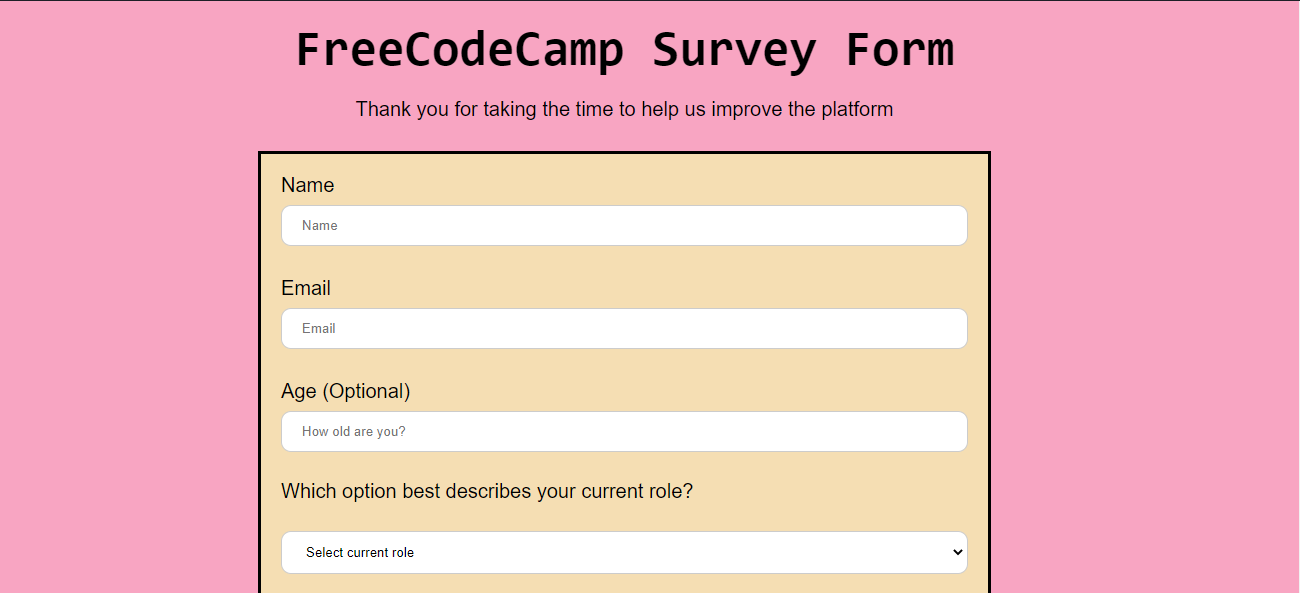 FreeCodeCamp Survey Form
Thank you for taking the time to help us improve the platform
Name
Name
Email
Email
Age (Optional)
How old are you?
Which option best describes your current role?
Select current role